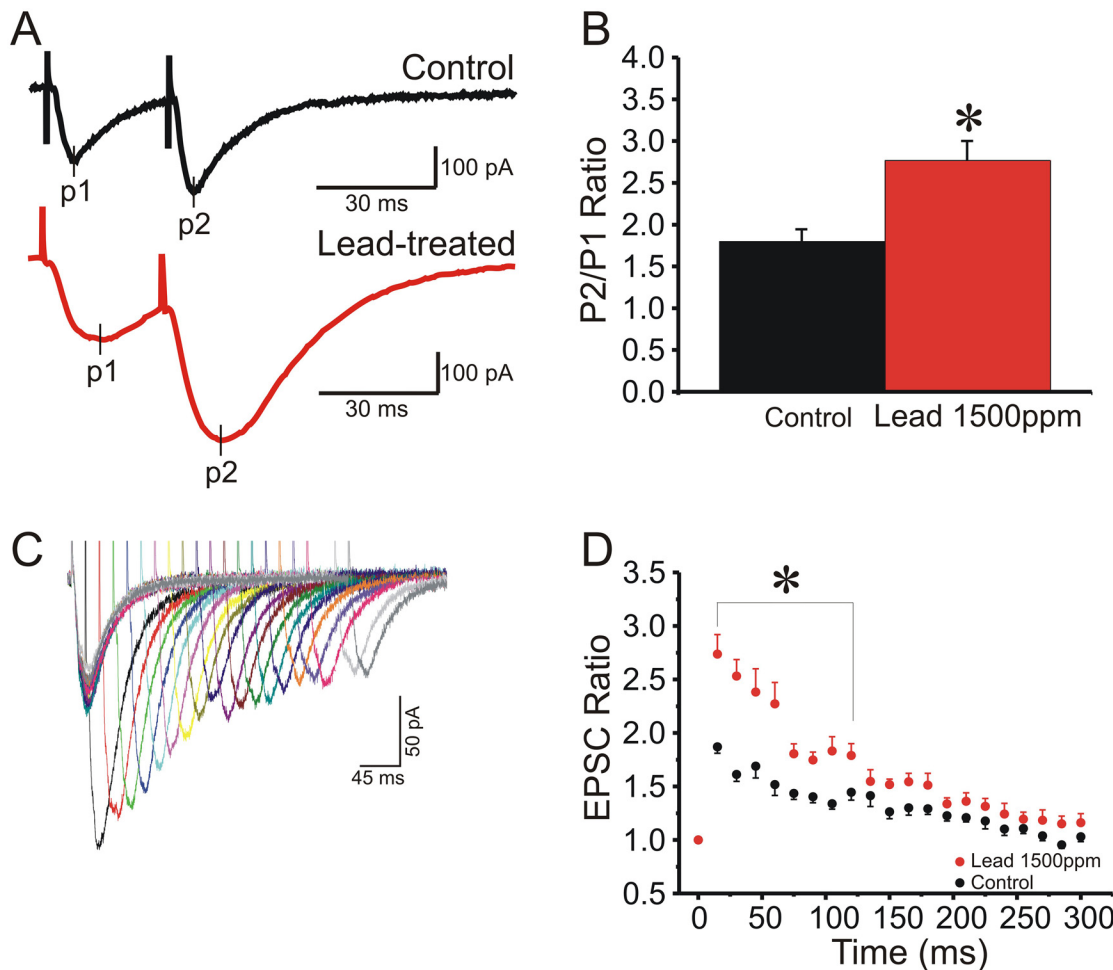 A
Control
p1
p2
100 pA
30 ms
Lead-treated
p1
p2
100 pA
30 ms
B
P2/P1 Ratio
4.0
3.5
3.0
2.5
2.0
1.5
1.0
0.5
0.0
*
Control
Lead 1500ppm
C
50 pA
45 ms
D
EPSC Ratio
3.5
3.0
2.5
2.0
1.5
1.0
0.5
*
Lead 1500ppm
Control
0 50 100 150 200 250 300
Time (ms)